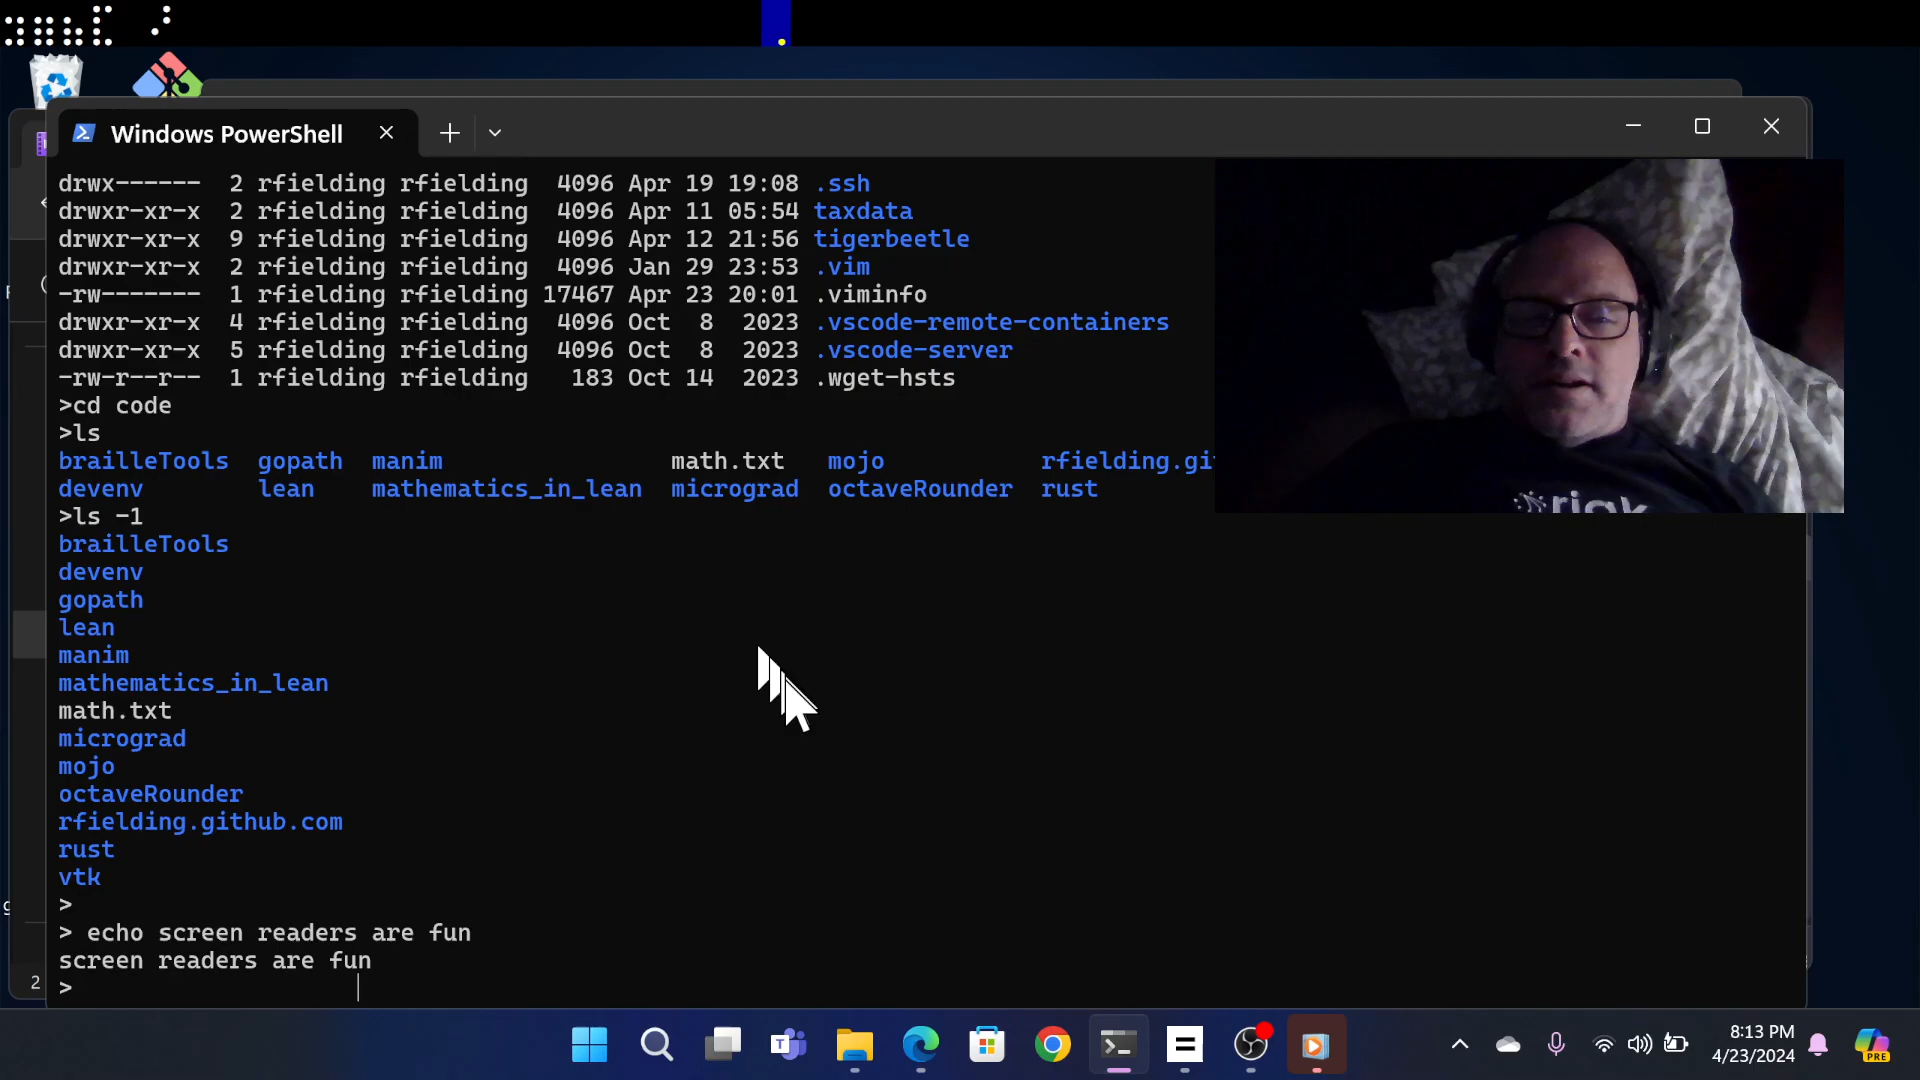 Windows PowerShell
drwx------ 2 rfielding rfielding 4096 Apr 19 19:08 .ssh
drwxr-xr-x 2 rfielding rfielding 4096 Apr 11 05:54 taxdata
drwxr-xr-x 9 rfielding rfielding 4096 Apr 12 21:56 tigerbeetle
drwxr-xr-x 2 rfielding rfielding 4096 Jan 29 23:53 .vim
-rw------- 1 rfielding rfielding 17467 Apr 23 20:01 .viminfo
drwxr-xr-x 4 rfielding rfielding 4096 Oct 8 2023 .vscode-remote-containers
drwxr-xr-x 5 rfielding rfielding 4096 Oct 8 2023 .vscode-server
-rw-r--r-- 1 rfielding rfielding 183 Oct 14 2023 .wget-hsts
>cd code
>ls
brailleTools gopath manim math.txt mojo rfielding.gi
devenv lean mathematics_in_lean micrograd octaveRounder rust
>ls -1
brailleTools
devenv
gopath
lean
manim
mathematics_in_lean
math.txt
micrograd
mojo
octaveRounder
rfielding.github.com
rust
vtk
>
> echo screen readers are fun
screen readers are fun
>
2
8:13 PM
4/23/2024
PRE